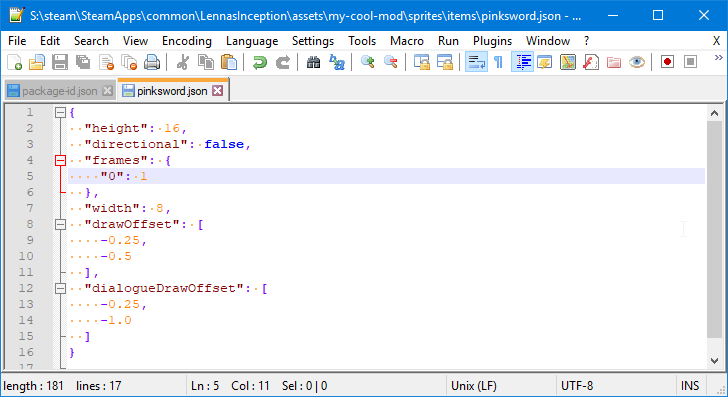 S:\steam\SteamApps\common\LennasInception\assets\my-cool-mod\sprites\items\pinksword.json - ...
File Edit Search View Encoding Language Settings Tools Macro Run Plugins Window ? X
package-id.json pinksword.json
1 {
2 "height": 16,
3 "directional": false,
4 "frames": {
5 "0": 1
6 },
7 "width": 8,
8 "drawOffset": [
9 -0.25,
10 -0.5
11 ],
12 "dialogueDrawOffset": [
13 -0.25,
14 -1.0
15 ]
16 }
17
length : 181 lines : 17 Ln : 5 Col : 11 Sel : 0 | 0 Unix (LF) UTF-8 INS